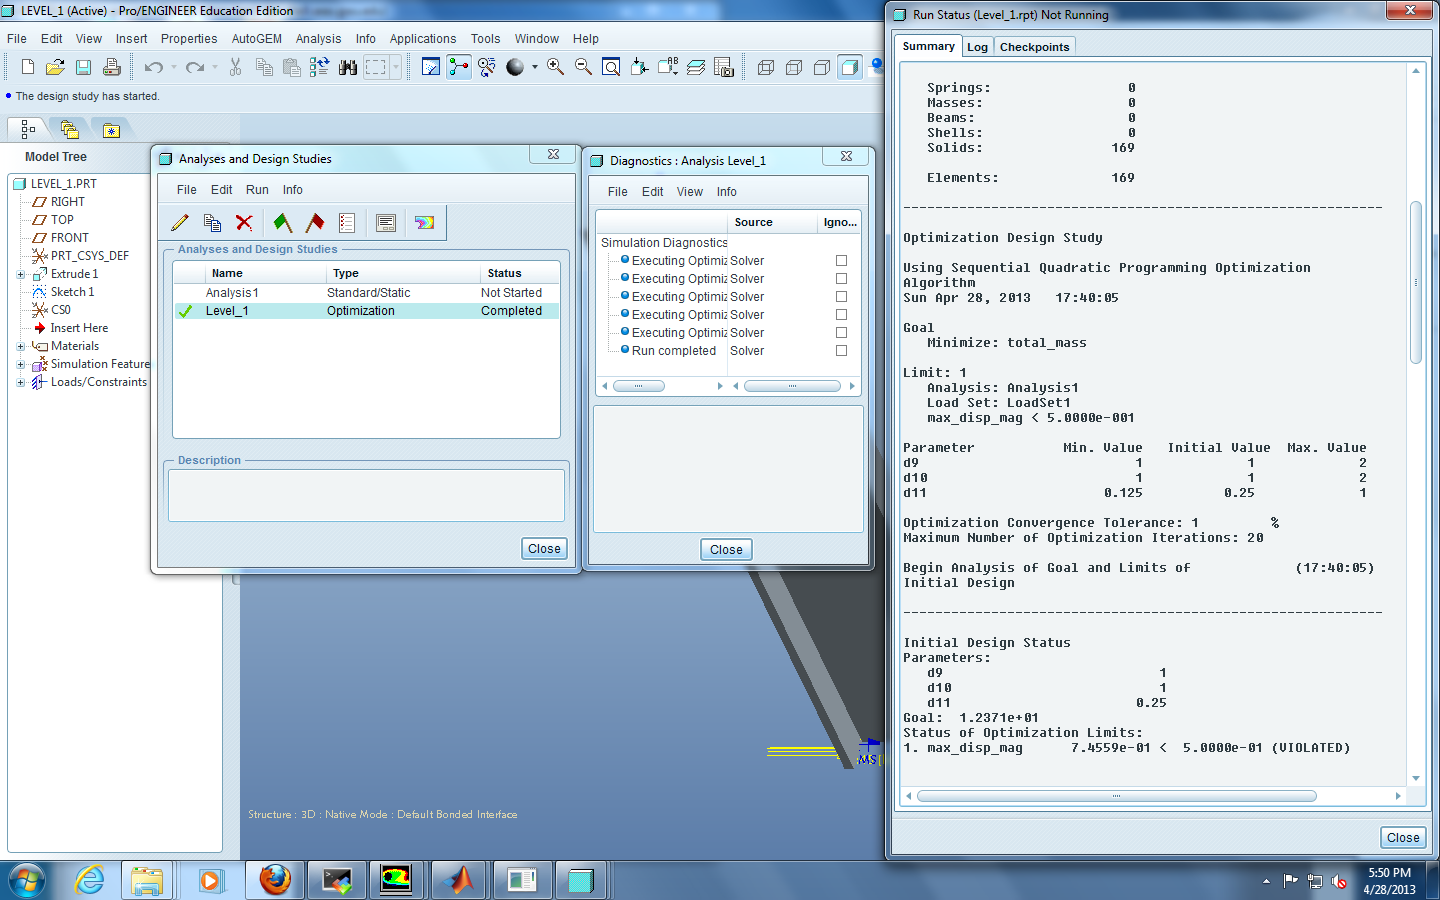 LEVEL_1 (Active) - Pro/ENGINEER Education Edition
File Edit View Insert Properties AutoGEM Analysis Info Applications Tools Window Help
The design study has started.
Model Tree
LEVEL_1.PRT
RIGHT
TOP
FRONT
PRT_CSYS_DEF
Extrude 1
Sketch 1
CS0
Insert Here
Materials
Simulation Feature
Loads/Constraints
Analyses and Design Studies
File Edit Run Info
Analyses and Design Studies
Name Type Status
Analysis1 Standard/Static Not Started
Level_1 Optimization Completed
Description
Close
Diagnostics : Analysis Level_1
File Edit View Info
Source Igno...
Simulation Diagnostics
Executing Optimiz Solver
Executing Optimiz Solver
Executing Optimiz Solver
Executing Optimiz Solver
Executing Optimiz Solver
Run completed Solver
Close
MS
Structure : 3D : Native Mode : Default Bonded Interface
Run Status (Level_1.rpt) Not Running
Summary Log Checkpoints
Springs: 0
Masses: 0
Beams: 0
Shells: 0
Solids: 169
Elements: 169
------------------------------------------------------------
Optimization Design Study
Using Sequential Quadratic Programming Optimization
Algorithm
Sun Apr 28, 2013 17:40:05
Goal
Minimize: total_mass
Limit: 1
Analysis: Analysis1
Load Set: LoadSet1
max_disp_mag < 5.0000e-001
Parameter Min. Value Initial Value Max. Value
d9 1 1 2
d10 1 1 2
d11 0.125 0.25 1
Optimization Convergence Tolerance: 1 %
Maximum Number of Optimization Iterations: 20
Begin Analysis of Goal and Limits of (17:40:05)
Initial Design
------------------------------------------------------------
Initial Design Status
Parameters:
d9 1
d10 1
d11 0.25
Goal: 1.2371e+01
Status of Optimization Limits:
1. max_disp_mag 7.4559e-01 < 5.0000e-01 (VIOLATED)
Close
5:50 PM
4/28/2013